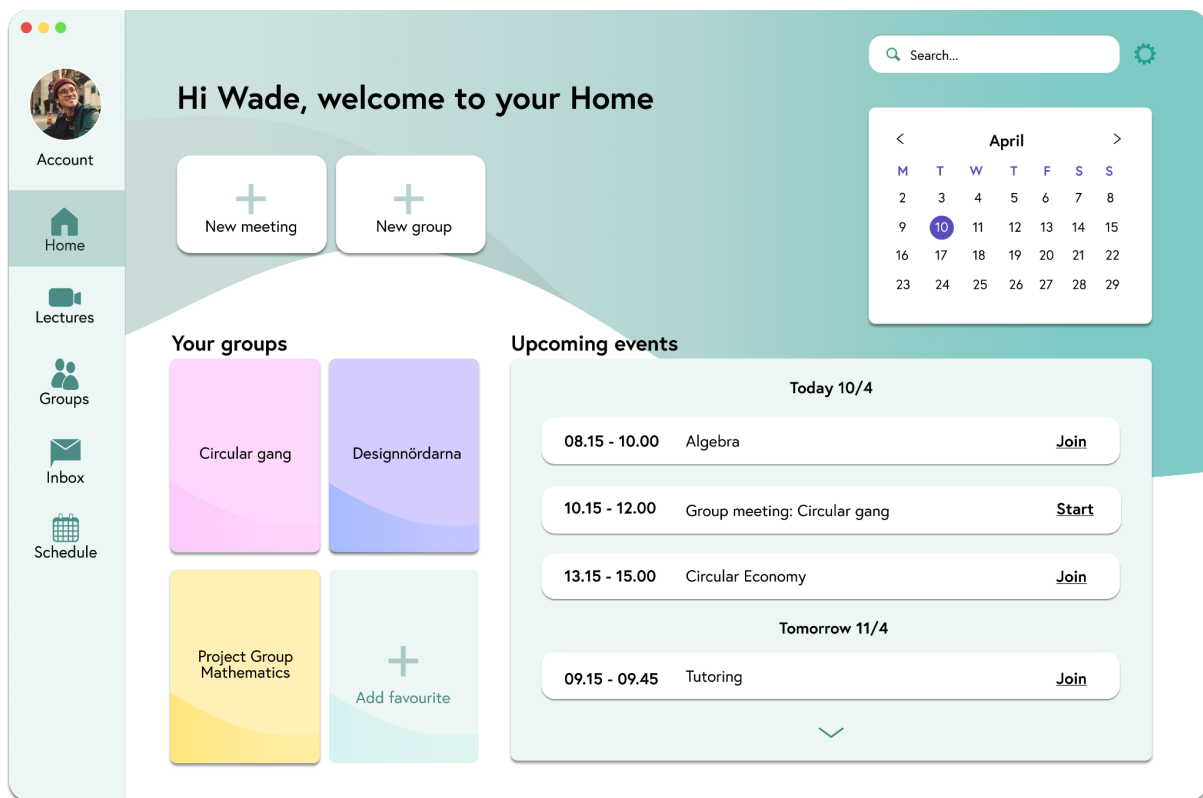 Account
Home
Lectures
Groups
Inbox
Schedule
Hi Wade, welcome to your Home
New meeting
New group
Search...
April
M T W T F S S
2 3 4 5 6 7 8
9 10 11 12 13 14 15
16 17 18 19 20 21 22
23 24 25 26 27 28 29
Your groups
Circular gang
Designnördarna
Project Group
Mathematics
Add favourite
Upcoming events
Today 10/4
08.15 - 10.00 Algebra Join
10.15 - 12.00 Group meeting: Circular gang Start
13.15 - 15.00 Circular Economy Join
Tomorrow 11/4
09.15 - 09.45 Tutoring Join